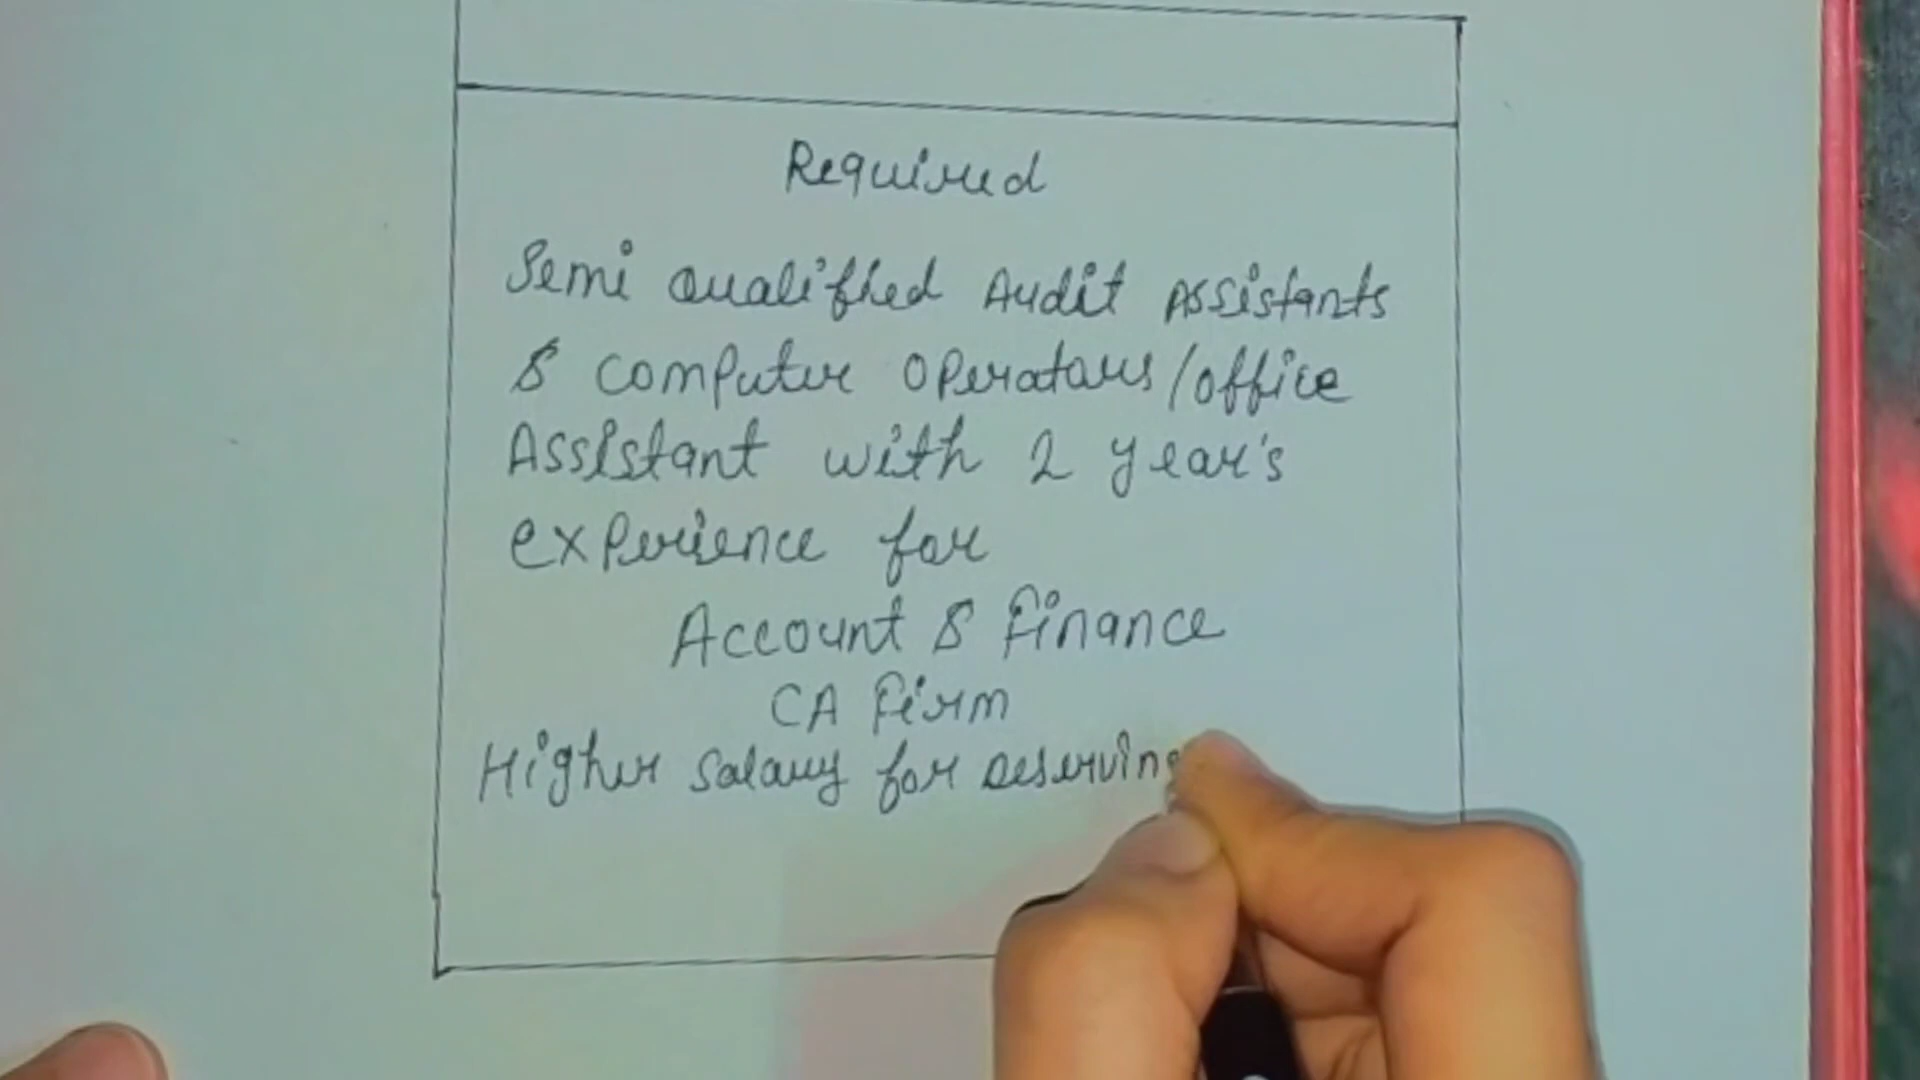 Required
Semi Qualified Audit Assistants
& Computer Operators/office
Assistant with 2 year's
experience for
Account & Finance
CA Firm
Higher Salary for Deserving